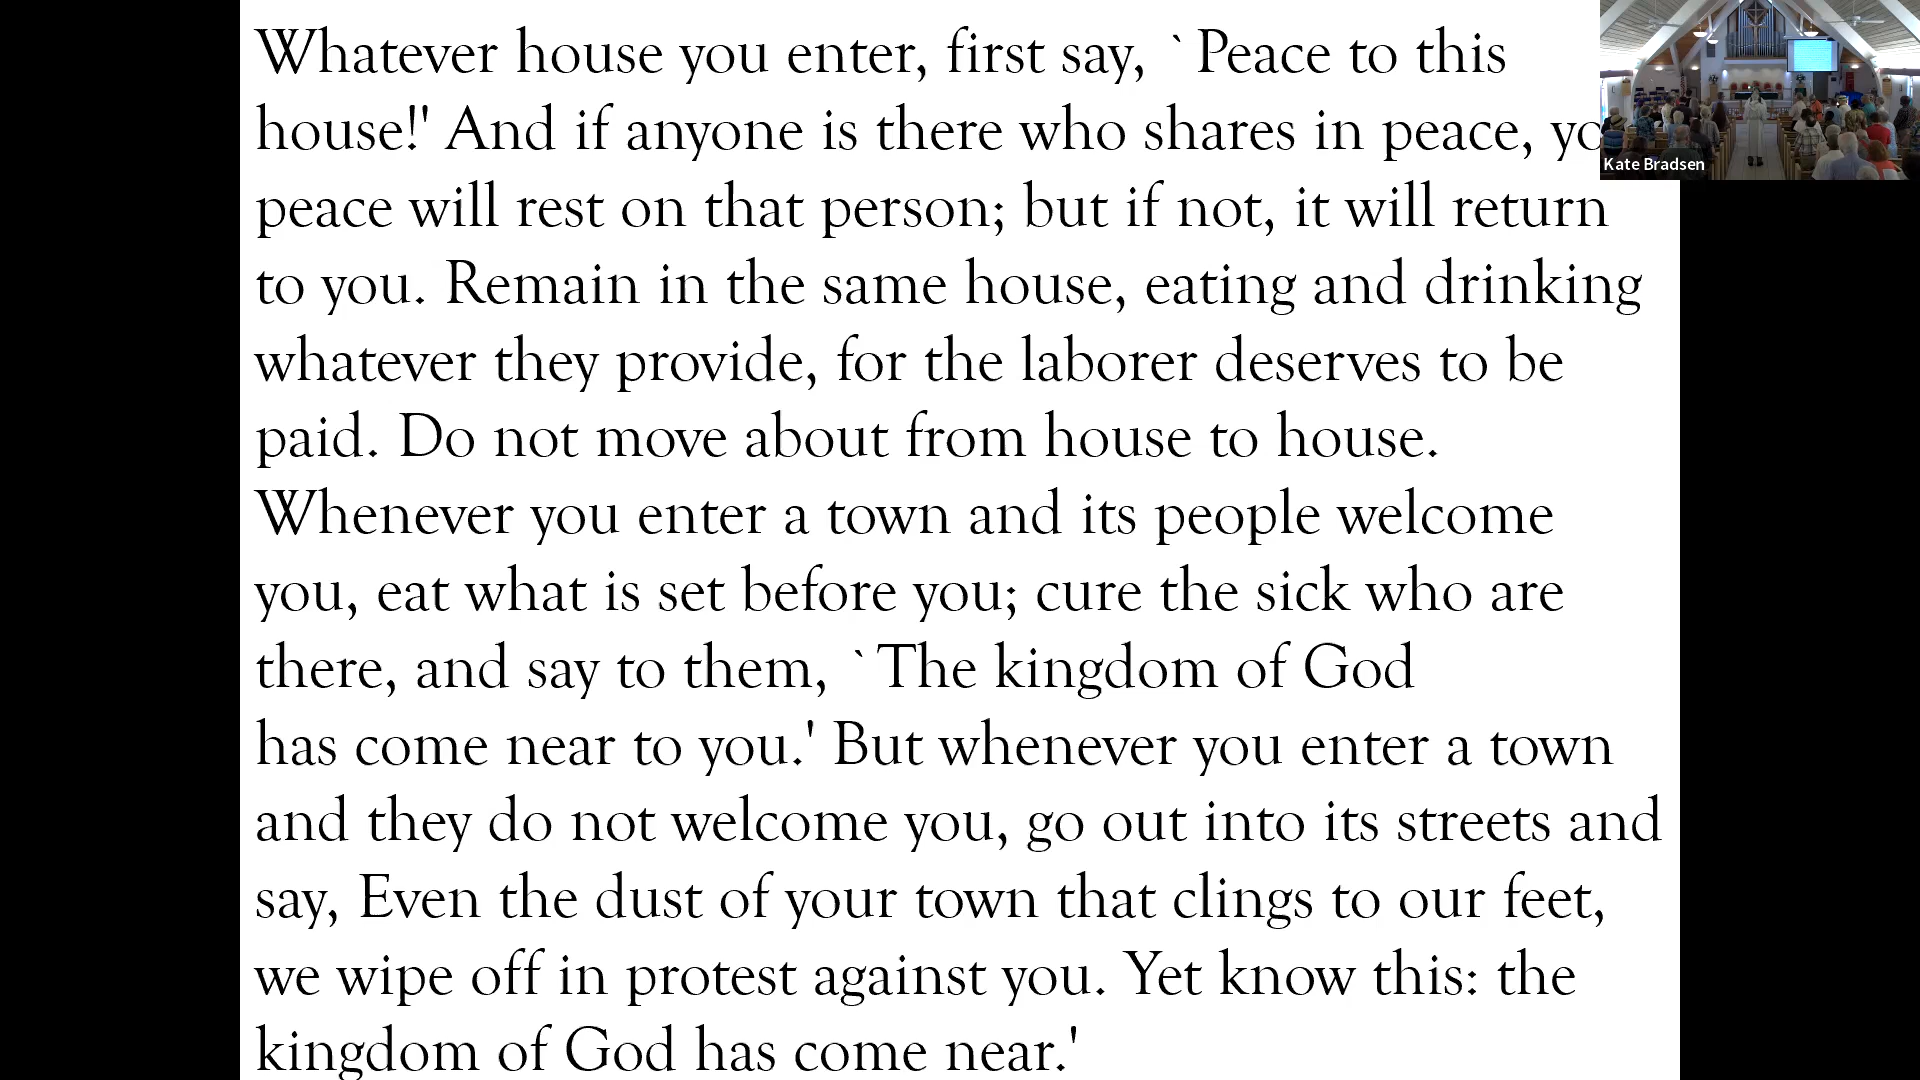 Whatever house you enter, first say, `Peace to this
house!' And if anyone is there who shares in peace, yo
peace will rest on that person; but if not, it will return
to you. Remain in the same house, eating and drinking
whatever they provide, for the laborer deserves to be
paid. Do not move about from house to house.
Whenever you enter a town and its people welcome
you, eat what is set before you; cure the sick who are
there, and say to them, `The kingdom of God
has come near to you.' But whenever you enter a town
and they do not welcome you, go out into its streets and
say, Even the dust of your town that clings to our feet,
we wipe off in protest against you. Yet know this: the
kingdom of God has come near.'
Kate Bradsen